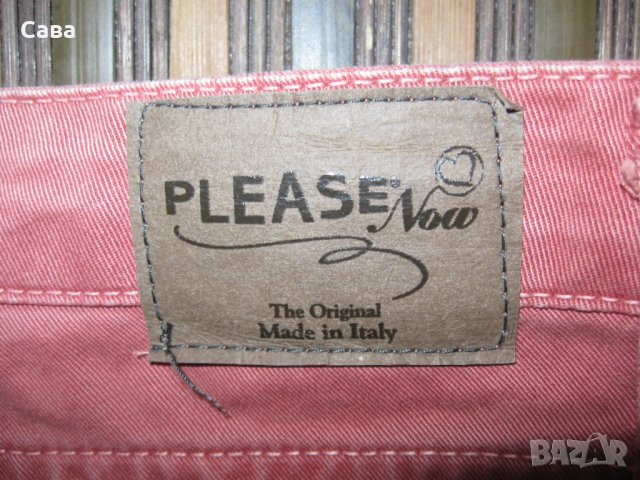 Сава
PLEASE Now
The Original
Made in Italy
BAZAR